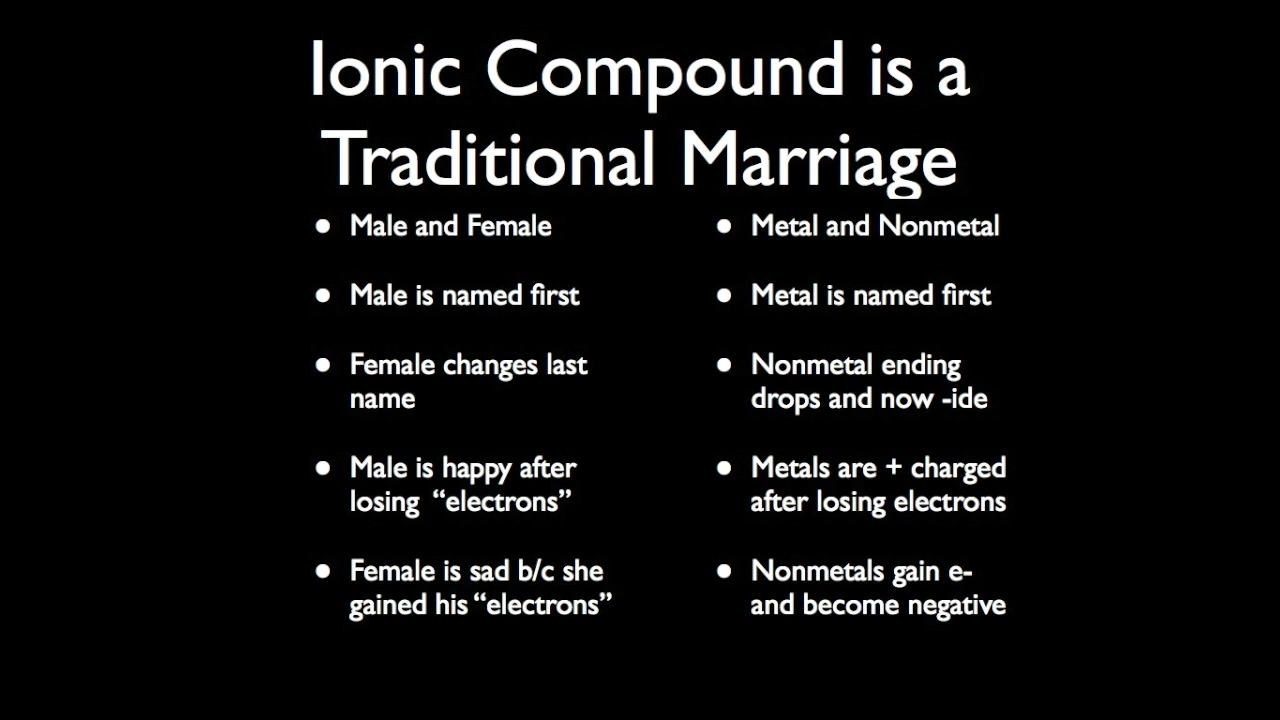 Ionic Compound is a
Traditional Marriage
• Male and Female
• Male is named first
• Female changes last
name
• Male is happy after
losing “electrons”
• Female is sad b/c she
gained his “electrons”
• Metal and Nonmetal
• Metal is named first
• Nonmetal ending
drops and now -ide
• Metals are + charged
after losing electrons
• Nonmetals gain e-
and become negative